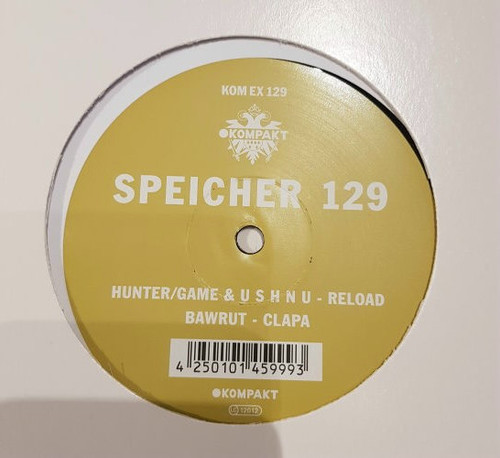 KOM EX 129
KOMPAKT
SPEICHER 129
HUNTER/GAME & U S H N U - RELOAD
BAWRUT - CLAPA
4 250101 459993
KOMPAKT